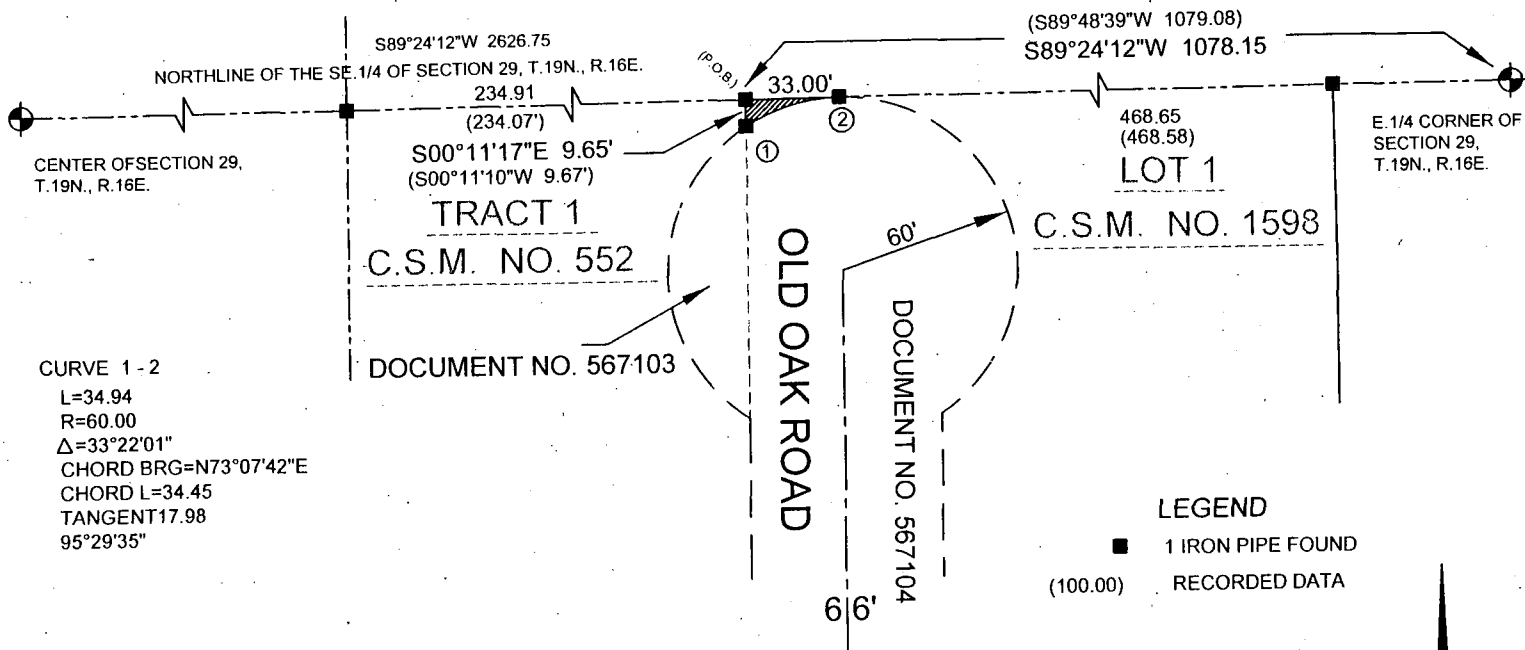 (S89°48'39"W 1079.08)
S89°24'12"W 1078.15
S89°24'12"W 2626.75
NORTHLINE OF THE SE.1/4 OF SECTION 29, T.19N., R.16E.
(P.O.B.)
33.00'
234.91
(234.07')
CENTER OFSECTION 29,
T.19N., R.16E.
S00°11'17"E 9.65'
(S00°11'10"W 9.67')
1
2
468.65
(468.58)
E.1/4 CORNER OF
SECTION 29,
T.19N., R.16E.
TRACT 1
C.S.M. NO. 552
LOT 1
C.S.M. NO. 1598
60'
OLD OAK ROAD
DOCUMENT NO. 567104
DOCUMENT NO. 567103
CURVE 1 - 2
L=34.94
R=60.00
Δ=33°22'01"
CHORD BRG=N73°07'42"E
CHORD L=34.45
TANGENT17.98
95°29'35"
66'
LEGEND
1 IRON PIPE FOUND
(100.00) RECORDED DATA